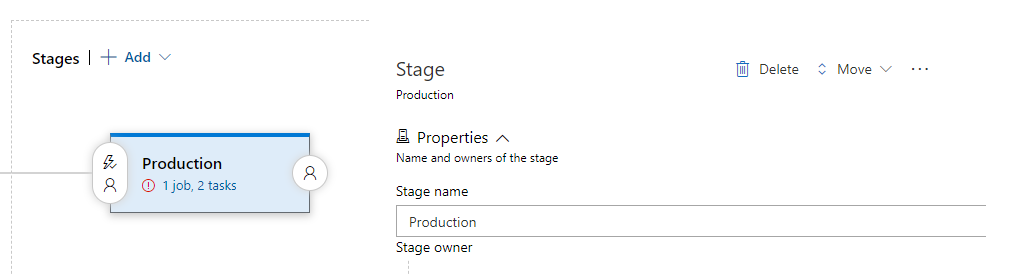 Stages | + Add
Production
1 job, 2 tasks
Stage
Production
Delete
Move
...
Properties
Name and owners of the stage
Stage name
Production
Stage owner